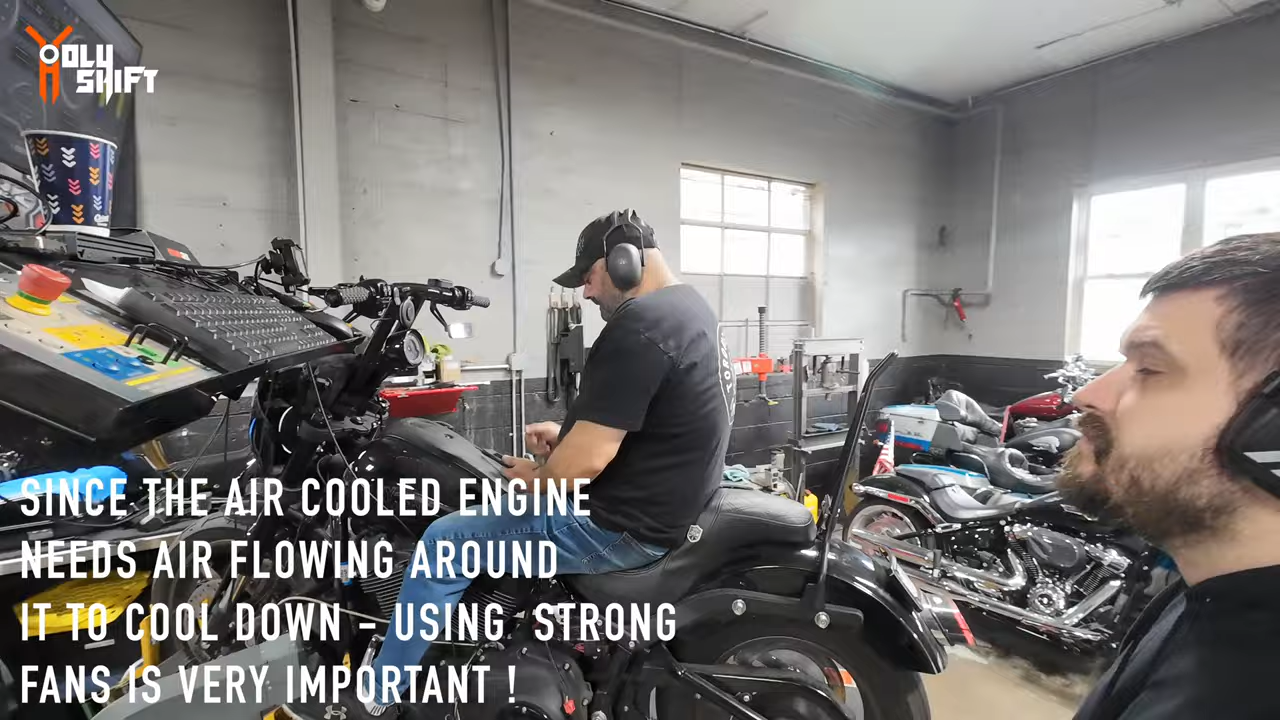 HOLY
SHIFT
SINCE THE AIR COOLED ENGINE
NEEDS AIR FLOWING AROUND
IT TO COOL DOWN - USING STRONG
FANS IS VERY IMPORTANT !